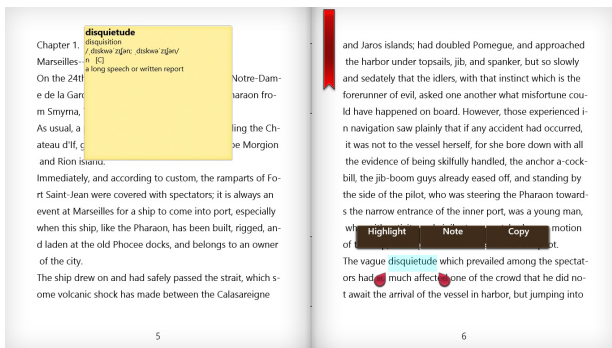 Chapter 1.
Marseilles--
On the 24th
Notre-Dam-
e de la Gar
haraon fro-
m Smyrna,
As usual, a
ling the Ch-
ateau d'If, g
pe Morgion
and Rion island.
Immediately, and according to custom, the ramparts of Fo-
rt Saint-Jean were covered with spectators; it is always an
event at Marseilles for a ship to come into port, especially
when this ship, like the Pharaon, has been built, rigged, an-
d laden at the old Phocee docks, and belongs to an owner
of the city.
The ship drew on and had safely passed the strait, which s-
ome volcanic shock has made between the Calasareigne
5
disquietude
disquisition
/ˌdɪskwəˈzɪʃən; ˌdɪskwəˈzɪʃən/
n [C]
a long speech or written report
and Jaros islands; had doubled Pomegue, and approached
the harbor under topsails, jib, and spanker, but so slowly
and sedately that the idlers, with that instinct which is the
forerunner of evil, asked one another what misfortune cou-
ld have happened on board. However, those experienced i-
n navigation saw plainly that if any accident had occurred,
it was not to the vessel herself, for she bore down with all
the evidence of being skilfully handled, the anchor a-cock-
bill, the jib-boom guys already eased off, and standing by
the side of the pilot, who was steering the Pharaon toward-
s the narrow entrance of the inner port, was a young man,
motion
of
ot.
Highlight Note Copy
The vague disquietude which prevailed among the spectat-
ors had so much affected one of the crowd that he did no-
t await the arrival of the vessel in harbor, but jumping into
6